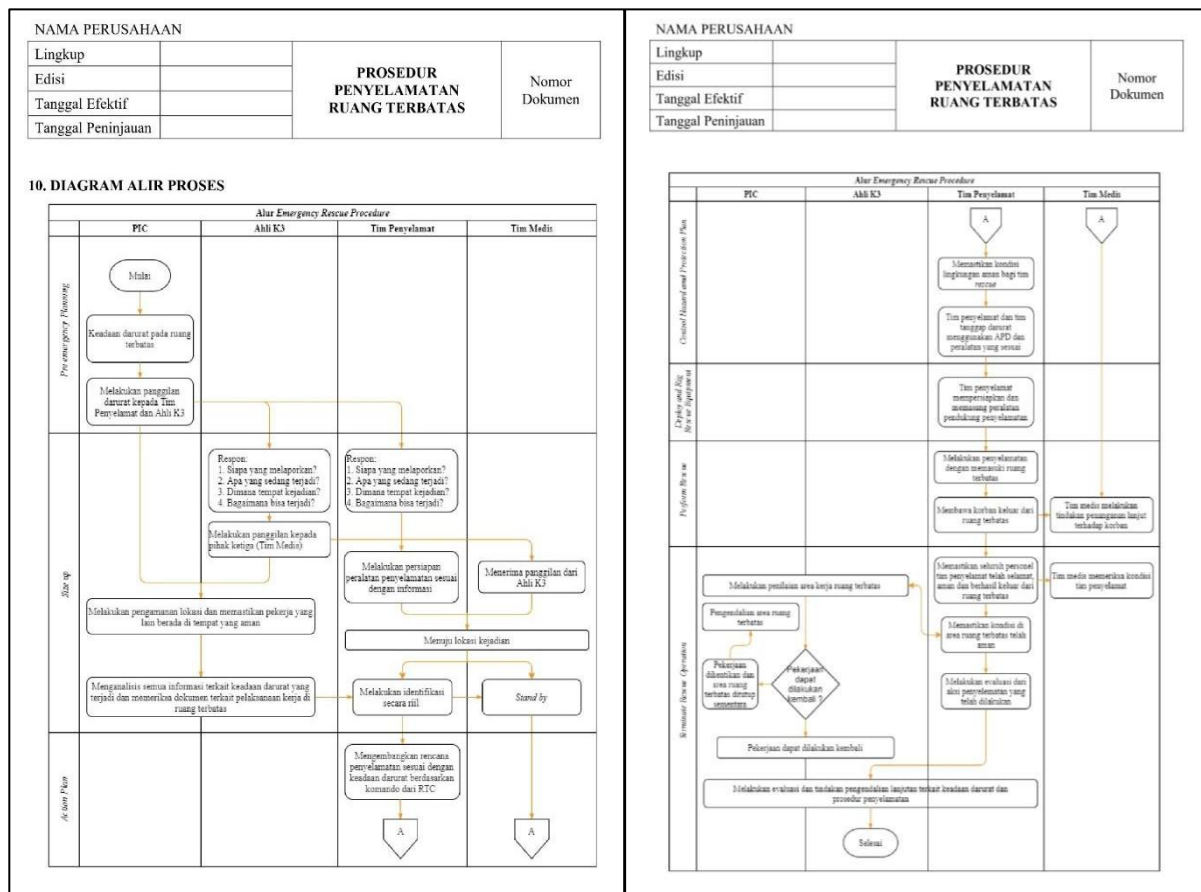 NAMA PERUSAHAAN
Lingkup
Edisi
Tanggal Efektif
Tanggal Peninjauan
PROSEDUR
PENYELAMATAN
RUANG TERBATAS
Nomor
Dokumen
10. DIAGRAM ALIR PROSES
Alur Emergency Rescue Procedure
PIC
Ahli K3
Tim Penyelamat
Tim Medis
Pre emergency Planning
Mulai
Keadaan darurat pada ruang
terbatas
Melakukan panggilan
darurat kepada Tim
Penyelamat dan Ahli K3
Size up
Respon:
1. Siapa yang melaporkan?
2. Apa yang sedang terjadi?
3. Dimana tempat kejadian?
4. Bagaimana bisa terjadi?
Respon:
1. Siapa yang melaporkan?
2. Apa yang sedang terjadi?
3. Dimana tempat kejadian?
4. Bagaimana bisa terjadi?
Melakukan panggilan kepada
pihak ketiga (Tim Medis)
Melakukan persiapan
peralatan penyelamatan sesuai
dengan informasi
Menerima panggilan dari
Ahli K3
Melakukan pengamanan lokasi dan memastikan pekerja yang
lain berada di tempat yang aman
Menuju lokasi kejadian
Menganalisis semua informasi terkait keadaan darurat yang
terjadi dan memeriksa dokumen terkait pelaksanaan kerja di
ruang terbatas
Melakukan identifikasi
secara riil
Stand by
Action Plan
Mengembangkan rencana
penyelamatan sesuai dengan
keadaan darurat berdasarkan
komando dari RTC
A
A
NAMA PERUSAHAAN
Lingkup
Edisi
Tanggal Efektif
Tanggal Peninjauan
PROSEDUR
PENYELAMATAN
RUANG TERBATAS
Nomor
Dokumen
Alur Emergency Rescue Procedure
PIC
Ahli K3
Tim Penyelamat
Tim Medis
Control Hazard and Protection Plan
A
A
Memastikan kondisi
lingkungan aman bagi tim
rescue
Tim penyelamat dan tim
tanggap darurat
menggunakan APD dan
peralatan yang sesuai
Deploy and Rig
Rescue Equipment
Tim penyelamat
mempersiapkan dan
memasang peralatan
pendukung penyelamatan
Perform Rescue
Melakukan penyelamatan
dengan memasuki ruang
terbatas
Membawa korban keluar dari
ruang terbatas
Tim medis melakukan
tindakan penanganan lanjut
terhadap korban
Terminate Rescue Operation
Melakukan penilaian area kerja ruang terbatas
Memastikan seluruh personel
tim penyelamat telah selamat,
aman dan berhasil keluar dari
ruang terbatas
Tim medis memeriksa kondisi
tim penyelamat
Pengendalian area ruang
terbatas
Memastikan kondisi di
area ruang terbatas telah
aman
Pekerjaan
dihentikan dan
area ruang
terbatas ditutup
sementara
Pekerjaan
dapat
dilakukan
kembali ?
Melakukan evaluasi dari
aksi penyelematan yang
telah dilakukan
Pekerjaan dapat dilakukan kembali
Melakukan evaluasi dan tindakan pengendalian lanjutan terkait keadaan darurat dan
prosedur penyelamatan
Selesai